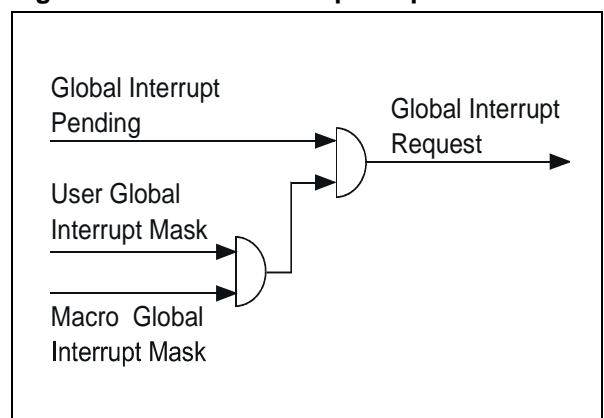 Global Interrupt
Pending
Global Interrupt
Request
User Global
Interrupt Mask
Macro Global
Interrupt Mask